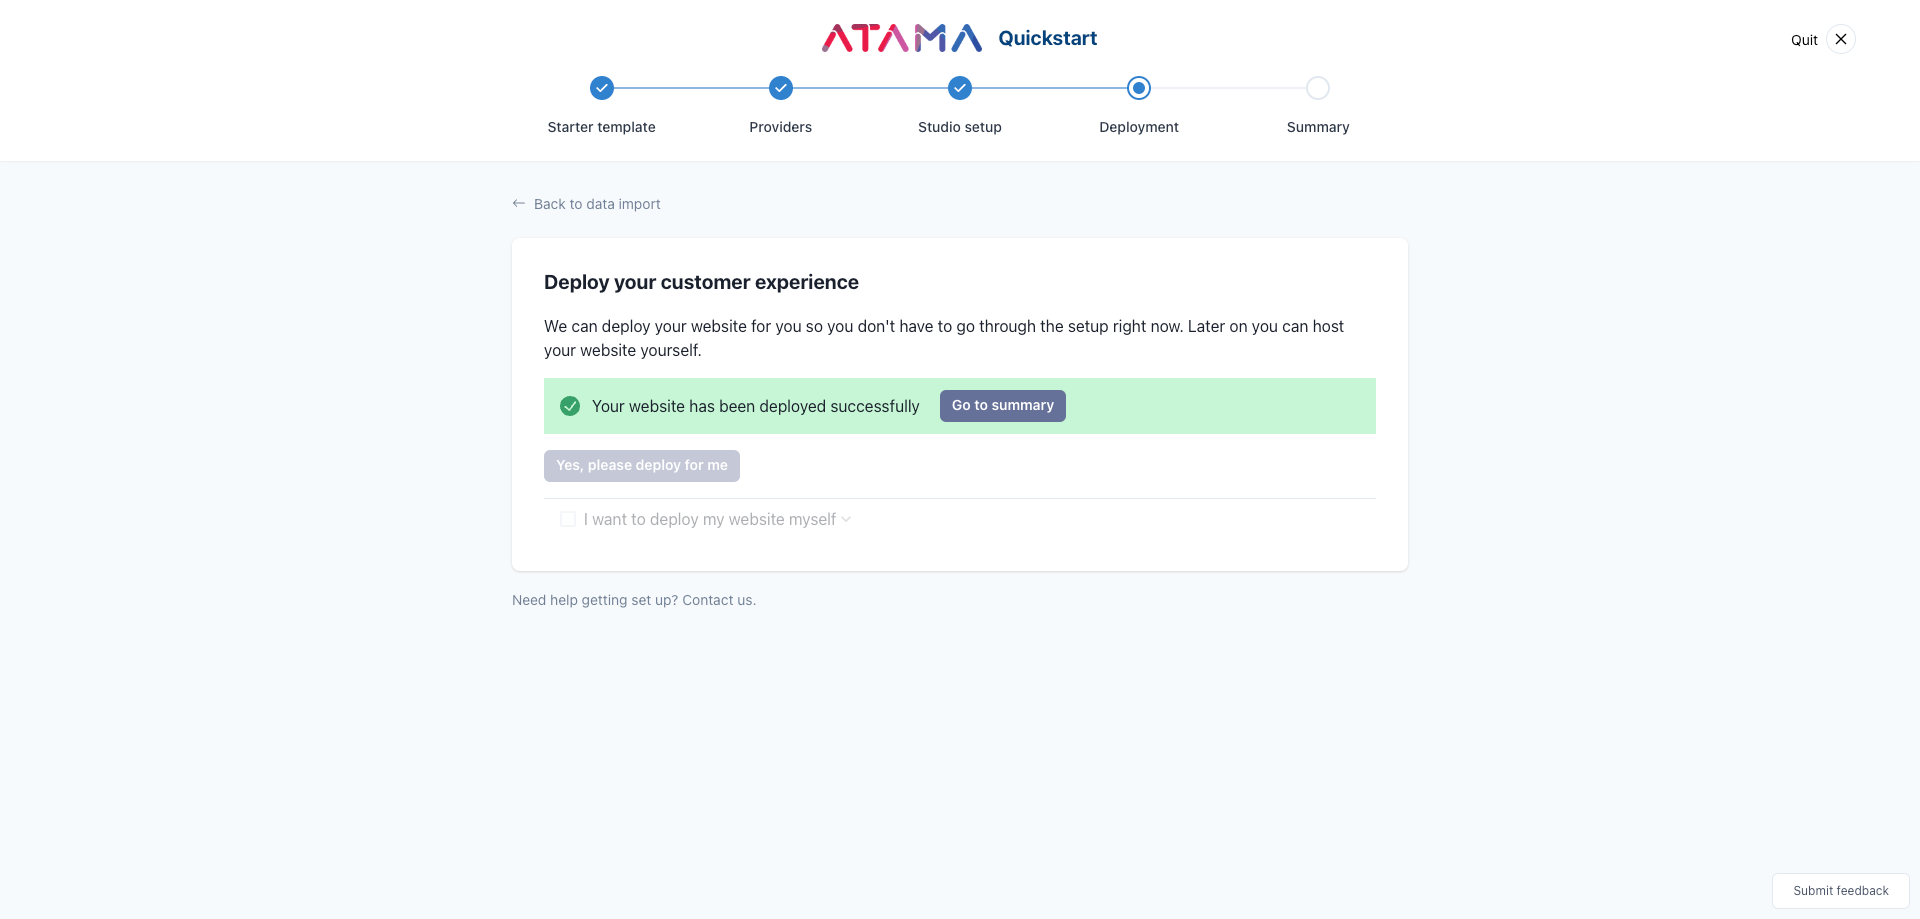 ATAMA Quickstart
Quit
Starter template
Providers
Studio setup
Deployment
Summary
Back to data import
Deploy your customer experience
We can deploy your website for you so you don't have to go through the setup right now. Later on you can host
your website yourself.
Your website has been deployed successfully
Go to summary
Yes, please deploy for me
I want to deploy my website myself
Need help getting set up? Contact us.
Submit feedback